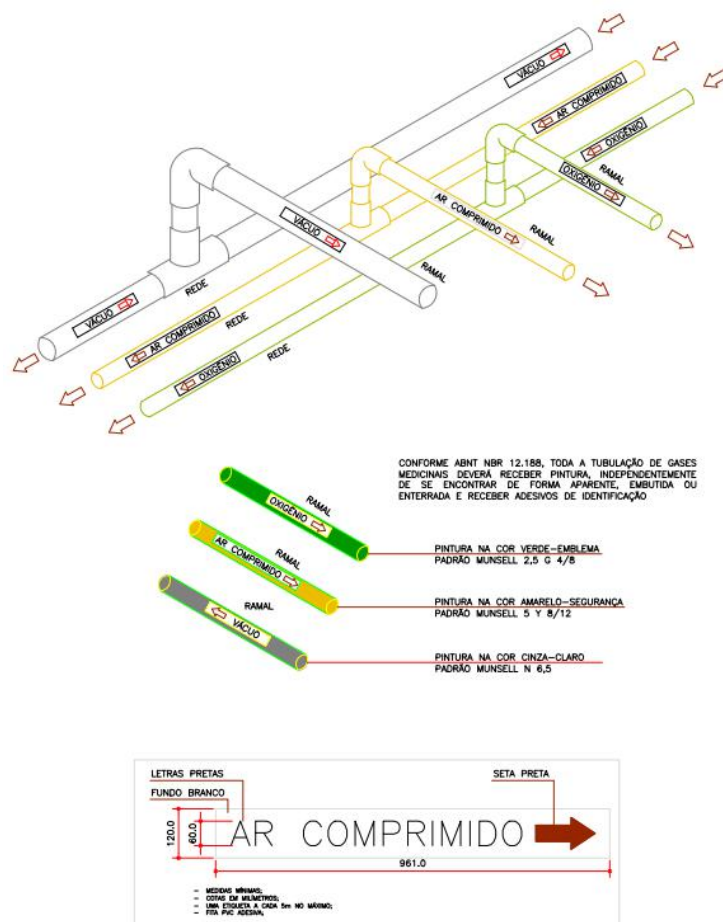 VÁCUO
AR COMPRIMIDO
OXIGÊNIO
OXIGÊNIO
RAMAL
AR COMPRIMIDO
RAMAL
VÁCUO
RAMAL
VÁCUO
REDE
AR COMPRIMIDO
REDE
OXIGÊNIO
REDE
CONFORME ABNT NBR 12.188, TODA A TUBULAÇÃO DE GASES
MEDICINAIS DEVERÁ RECEBER PINTURA, INDEPENDENTEMENTE
DE SE ENCONTRAR DE FORMA APARENTE, EMBUTIDA OU
ENTERRADA E RECEBER ADESIVOS DE IDENTIFICAÇÃO
OXIGÊNIO
RAMAL
AR COMPRIMIDO
RAMAL
VÁCUO
RAMAL
PINTURA NA COR VERDE-EMBLEMA
PADRÃO MUNSELL 2,5 G 4/8
PINTURA NA COR AMARELO-SEGURANÇA
PADRÃO MUNSELL 5 Y 8/12
PINTURA NA COR CINZA-CLARO
PADRÃO MUNSELL N 6,5
LETRAS PRETAS
SETA PRETA
FUNDO BRANCO
120.0
60.0
AR COMPRIMIDO
961.0
- MEDIDAS MÍNIMAS;
- COTAS EM MILÍMETROS;
- UMA ETIQUETA A CADA 5m NO MÁXIMO;
- FITA PVC ADESIVA;